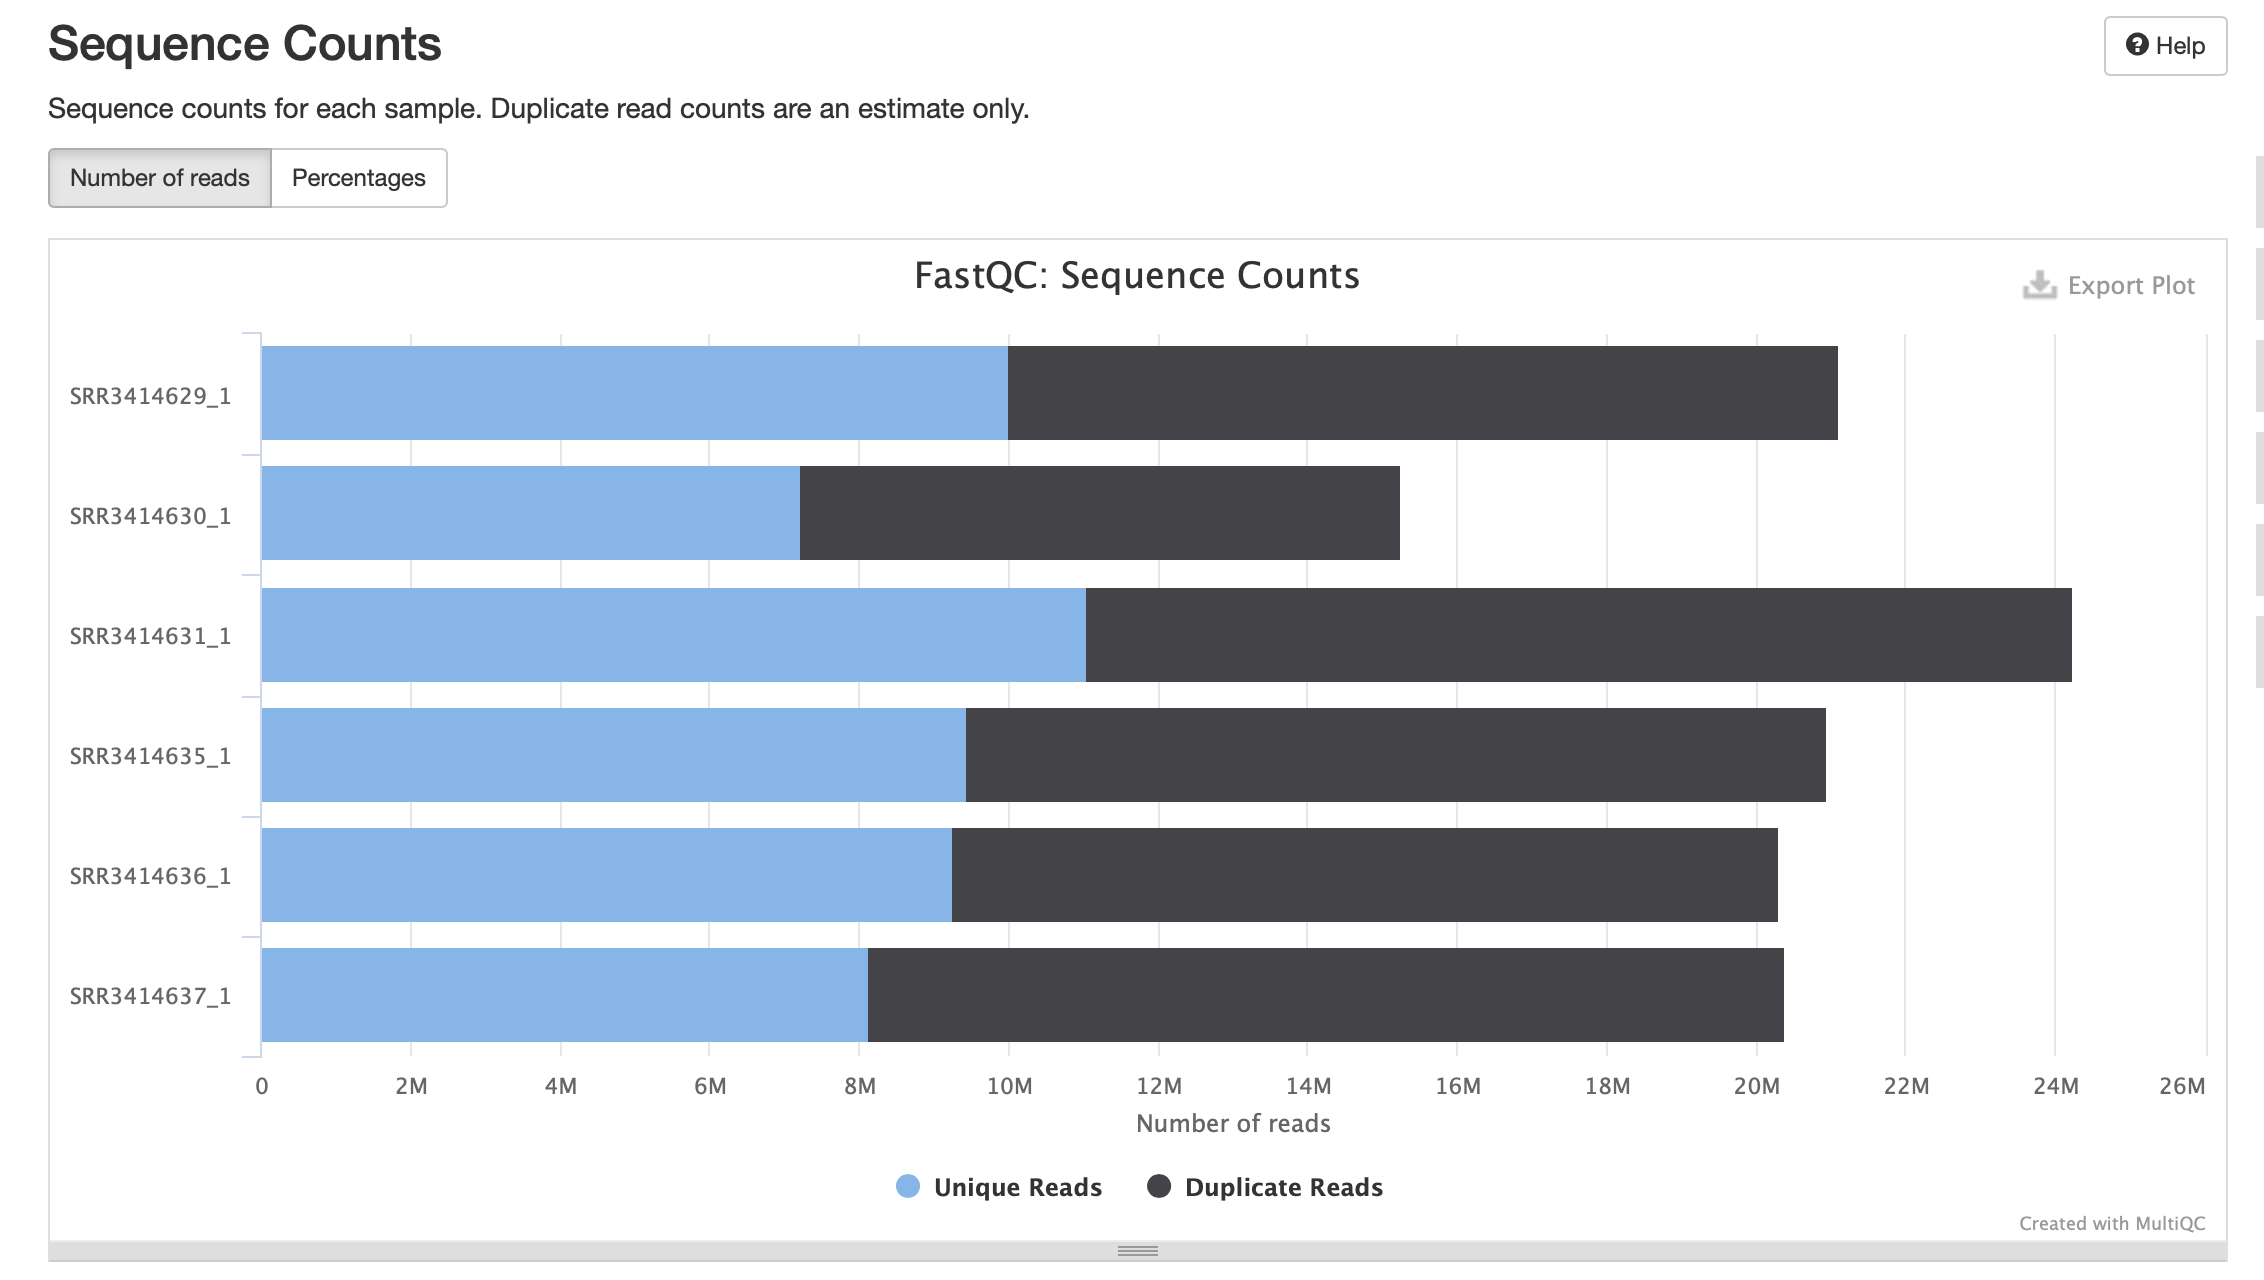 Sequence Counts
Help
Sequence counts for each sample. Duplicate read counts are an estimate only.
Number of reads Percentages
FastQC: Sequence Counts
Export Plot
SRR3414629_1
SRR3414630_1
SRR3414631_1
SRR3414635_1
SRR3414636_1
SRR3414637_1
0 2M 4M 6M 8M 10M 12M 14M 16M 18M 20M 22M 24M 26M
Number of reads
Unique Reads Duplicate Reads
Created with MultiQC